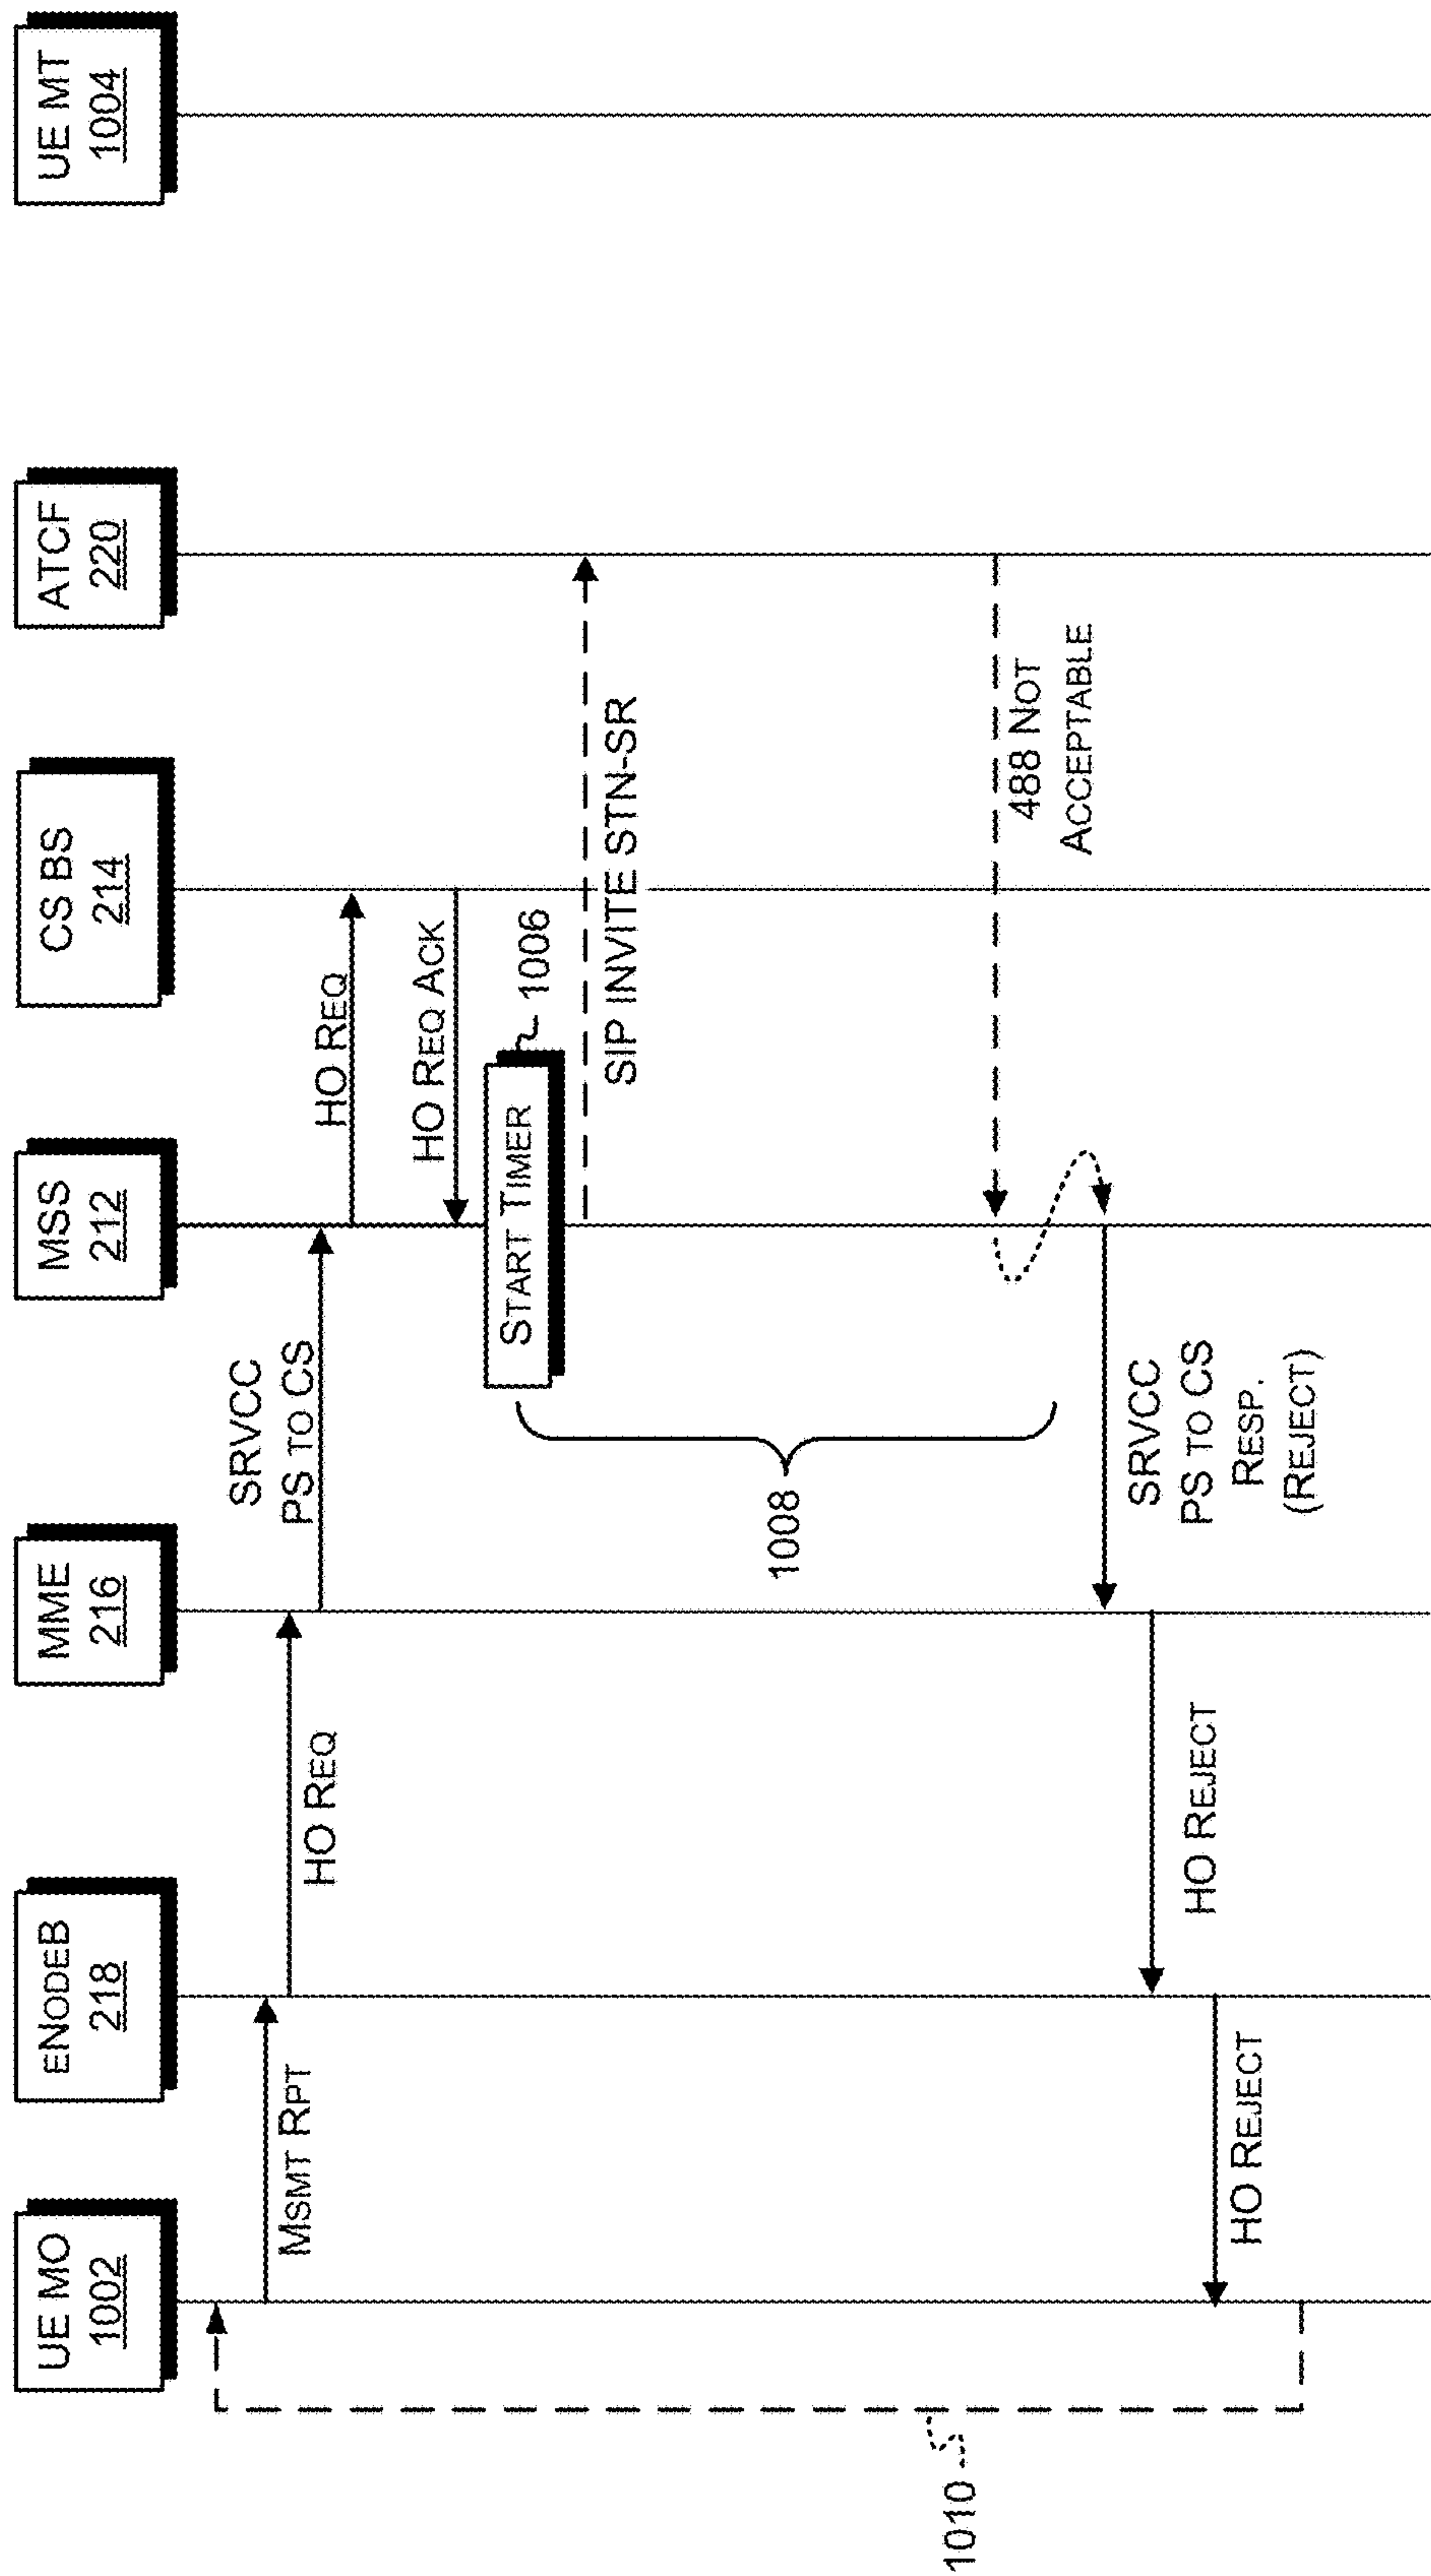 UE MO
1002
ENODEB
218
MME
216
MSS
212
CS BS
214
ATCF
220
UE MT
1004
MSMT RPT
HO REQ
SRVCC
PS TO CS
HO REQ
HO REQ ACK
START TIMER
1006
SIP INVITE STN-SR
1008
488 NOT
ACCEPTABLE
SRVCC
PS TO CS
RESP.
(REJECT)
HO REJECT
HO REJECT
1010